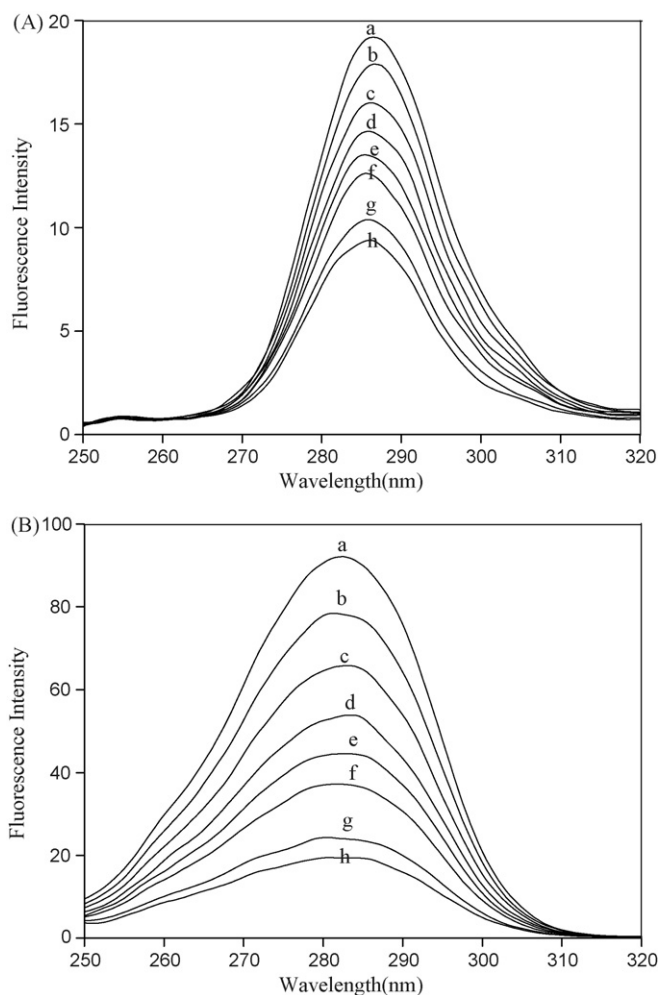 (A)
20
15
10
5
0
Fluorescence Intensity
a
b
c
d
e
f
g
h
250 260 270 280 290 300 310 320
Wavelength(nm)
(B)
100
80
60
40
20
0
Fluorescence Intensity
a
b
c
d
e
f
g
h
250 260 270 280 290 300 310 320
Wavelength(nm)